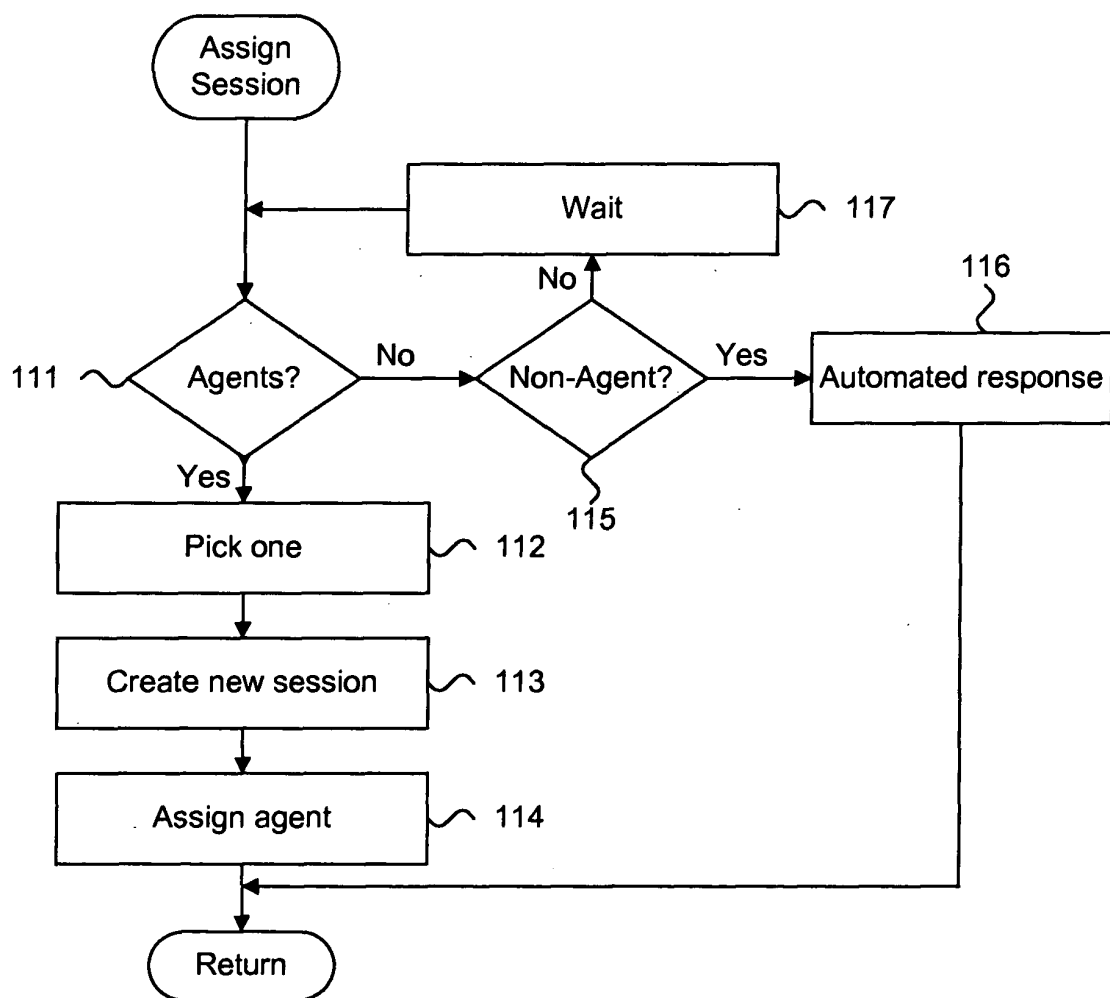 Assign
Session
Wait
117
No
116
111
Agents?
No
Non-Agent?
Yes
Automated response
Yes
115
Pick one
112
Create new session
113
Assign agent
114
Return